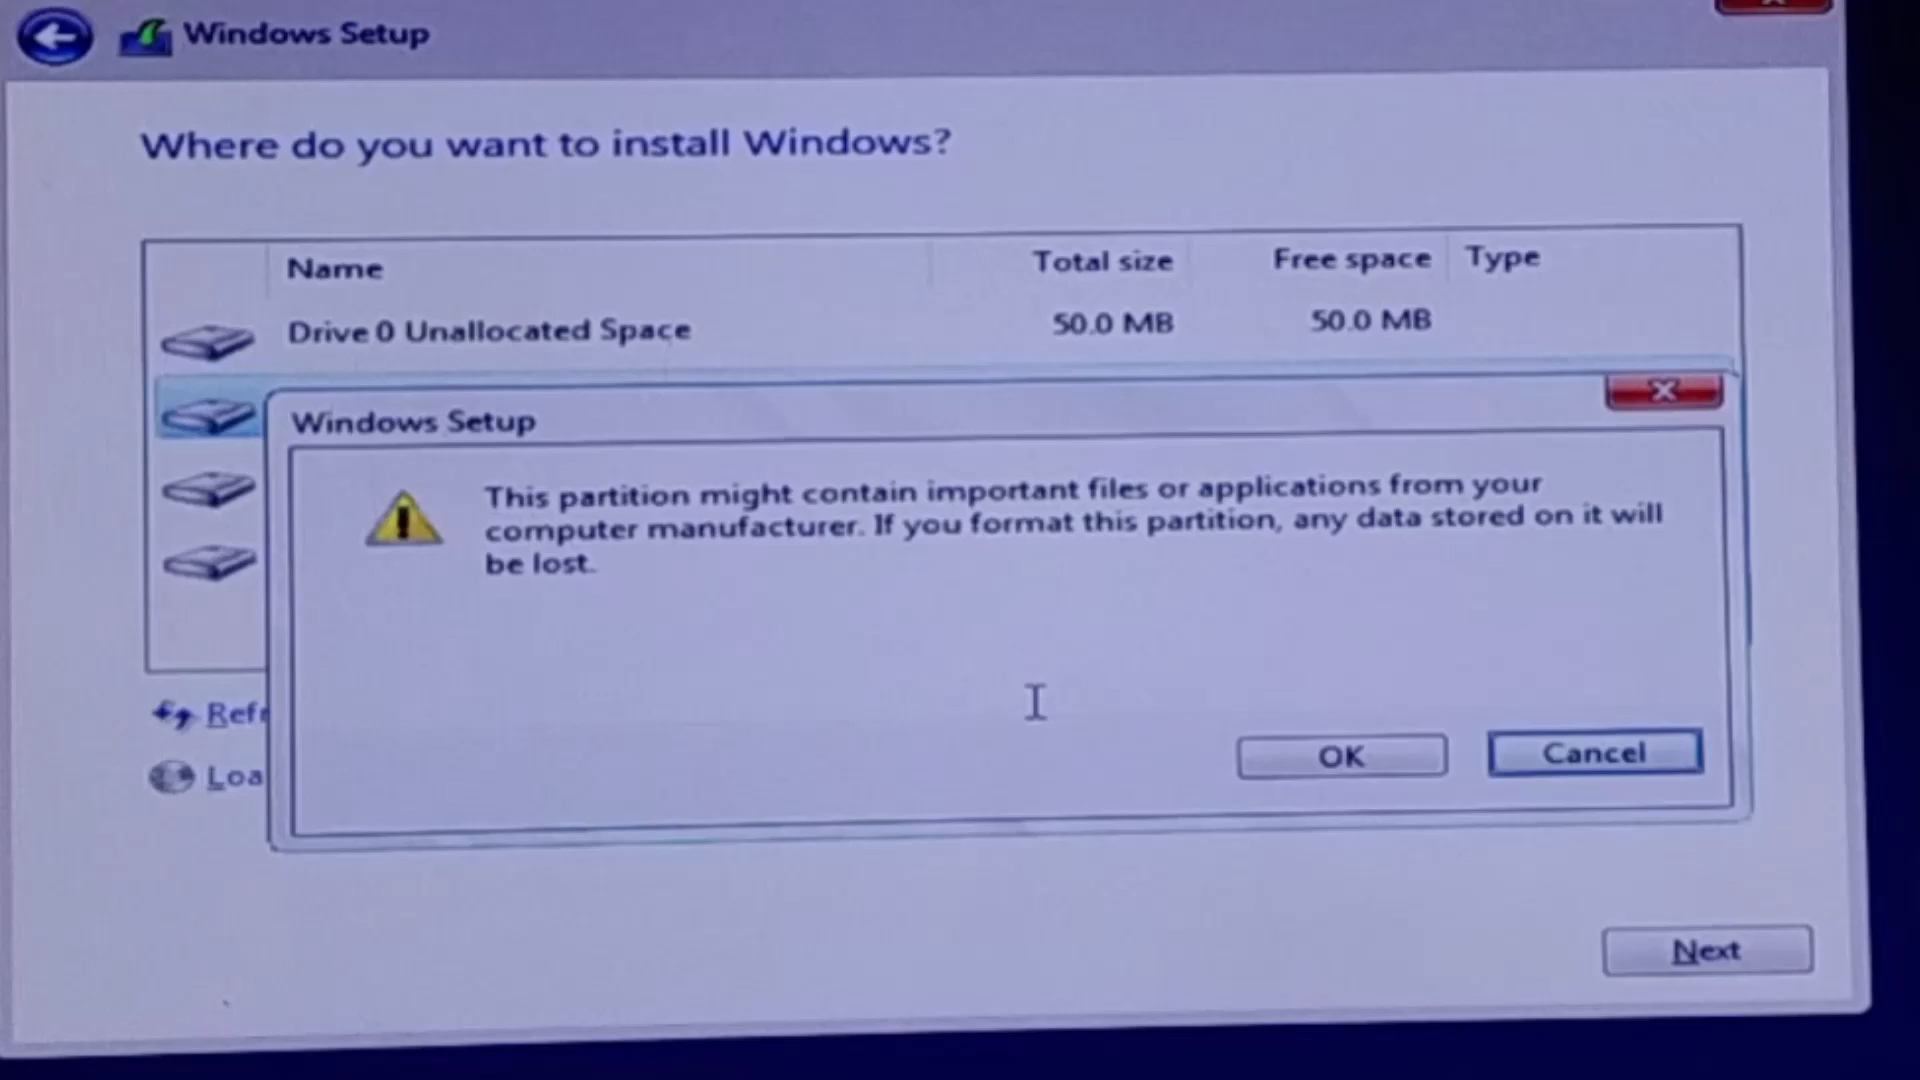 Windows Setup
Where do you want to install Windows?
Name Total size Free space Type
Drive 0 Unallocated Space 50.0 MB 50.0 MB
Windows Setup
This partition might contain important files or applications from your
computer manufacturer. If you format this partition, any data stored on it will
be lost.
Refr
OK Cancel
Loa
Next